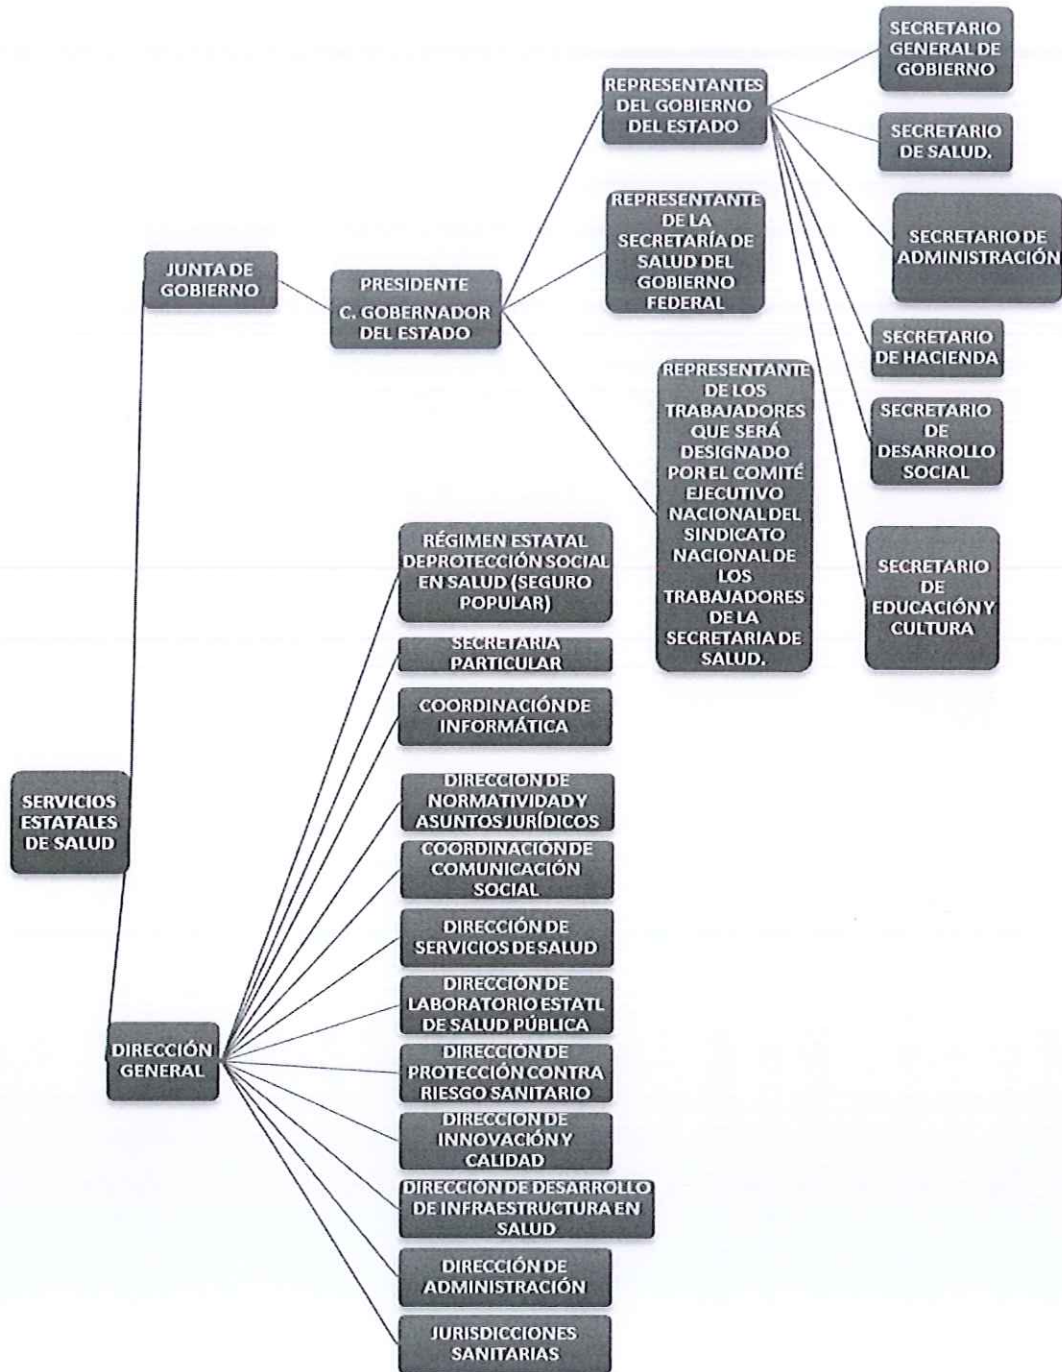 SECRETARIO
GENERAL DE
GOBIERNO
REPRESENTANTES
DEL GOBIERNO
DEL ESTADO
SECRETARIO
DE SALUD.
REPRESENTANTE
DE LA
SECRETARÍA DE
SALUD DEL
GOBIERNO
FEDERAL
SECRETARIO DE
ADMINISTRACIÓN
JUNTA DE
GOBIERNO
PRESIDENTE
C. GOBERNADOR
DEL ESTADO
SECRETARIO
DE HACIENDA
REPRESENTANTE
DE LOS
TRABAJADORES
QUE SERÁ
DESIGNADO
POR EL COMITÉ
EJECUTIVO
NACIONAL DEL
SINDICATO
NACIONAL DE
LOS
TRABAJADORES
DE LA
SECRETARIA DE
SALUD.
SECRETARIO
DE
DESARROLLO
SOCIAL
SECRETARIO
DE
EDUCACIÓN Y
CULTURA
RÉGIMEN ESTATAL
DEPROTECCIÓN SOCIAL
EN SALUD (SEGURO
POPULAR)
SECRETARIA
PARTICULAR
COORDINACIÓN DE
INFORMÁTICA
SERVICIOS
ESTATALES
DE SALUD
DIRECCION DE
NORMATIVIDAD Y
ASUNTOS JURÍDICOS
COORDINACIÓN DE
COMUNICACIÓN
SOCIAL
DIRECCIÓN DE
SERVICIOS DE SALUD
DIRECCIÓN DE
LABORATORIO ESTATL
DE SALUD PÚBLICA
DIRECCIÓN
GENERAL
DIRECCIÓN DE
PROTECCIÓN CONTRA
RIESGO SANITARIO
DIRECCION DE
INNOVACIÓN Y
CALIDAD
DIRECCIÓN DE DESARROLLO
DE INFRAESTRUCTURA EN
SALUD
DIRECCIÓN DE
ADMINISTRACIÓN
JURISDICCIONES
SANITARIAS